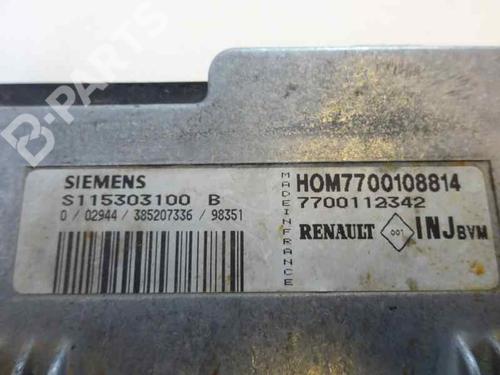 B-PARTS
SIEMENS
S115303100 B
0 / 02944 / 385207336 / 98351
MADE IN FRANCE
HOM7700108814
7700112342
RENAULT 001 INJ BVM